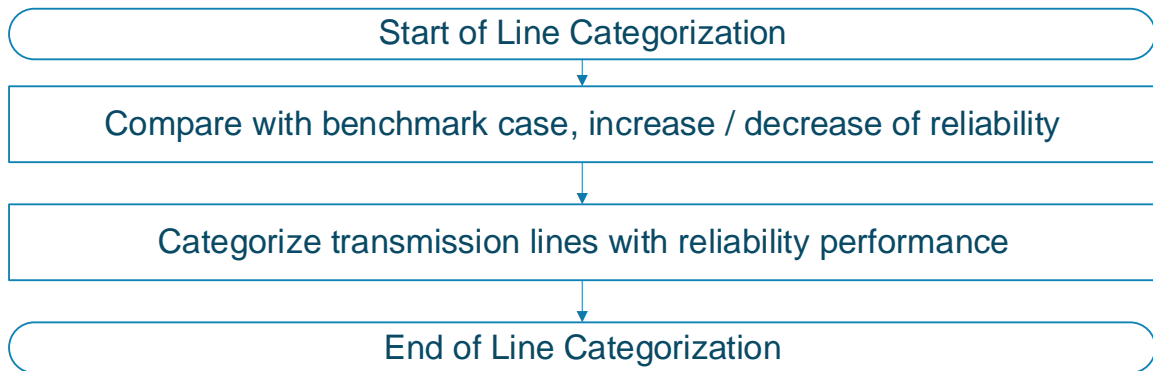 Start of Line Categorization
Compare with benchmark case, increase / decrease of reliability
Categorize transmission lines with reliability performance
End of Line Categorization